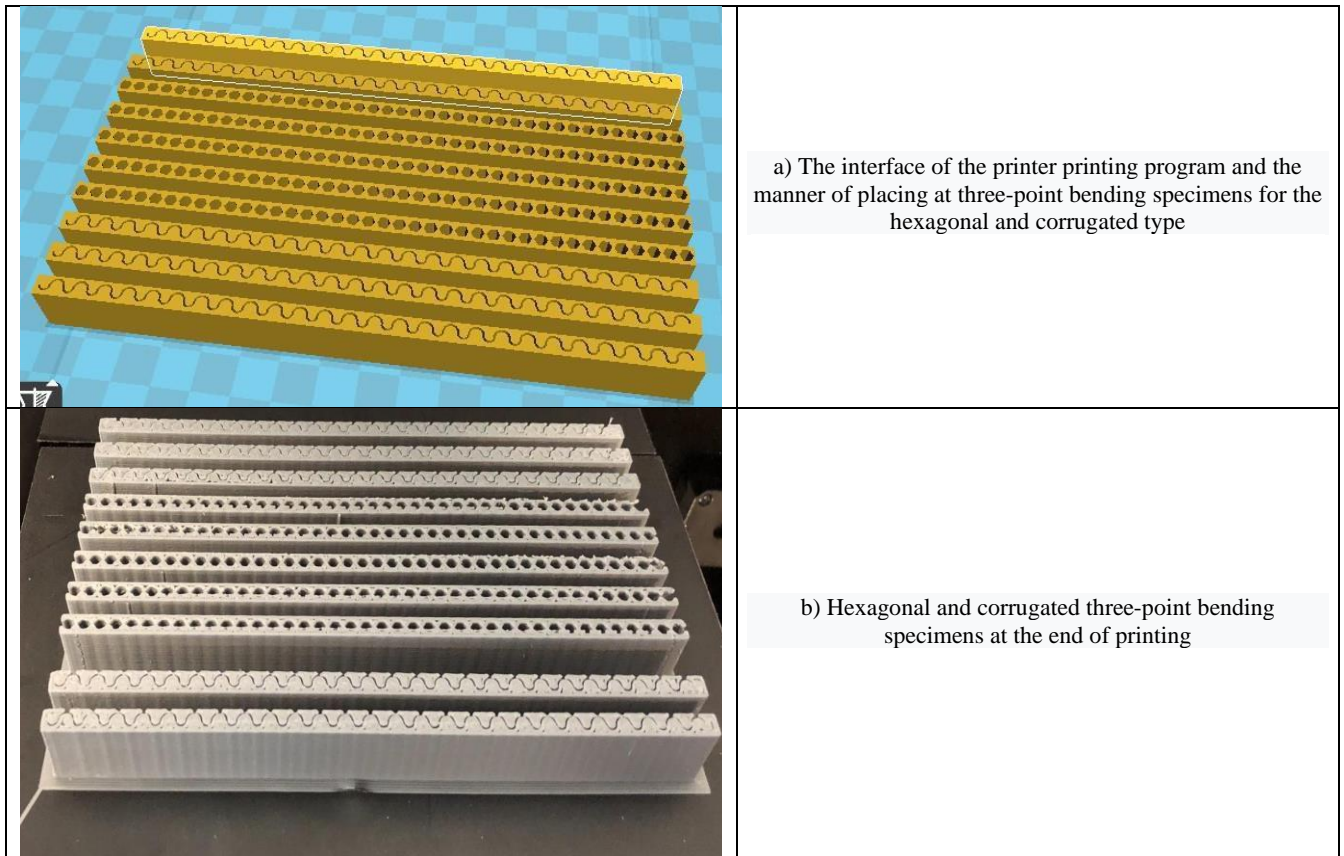 a) The interface of the printer printing program and the
manner of placing at three-point bending specimens for the
hexagonal and corrugated type
b) Hexagonal and corrugated three-point bending
specimens at the end of printing